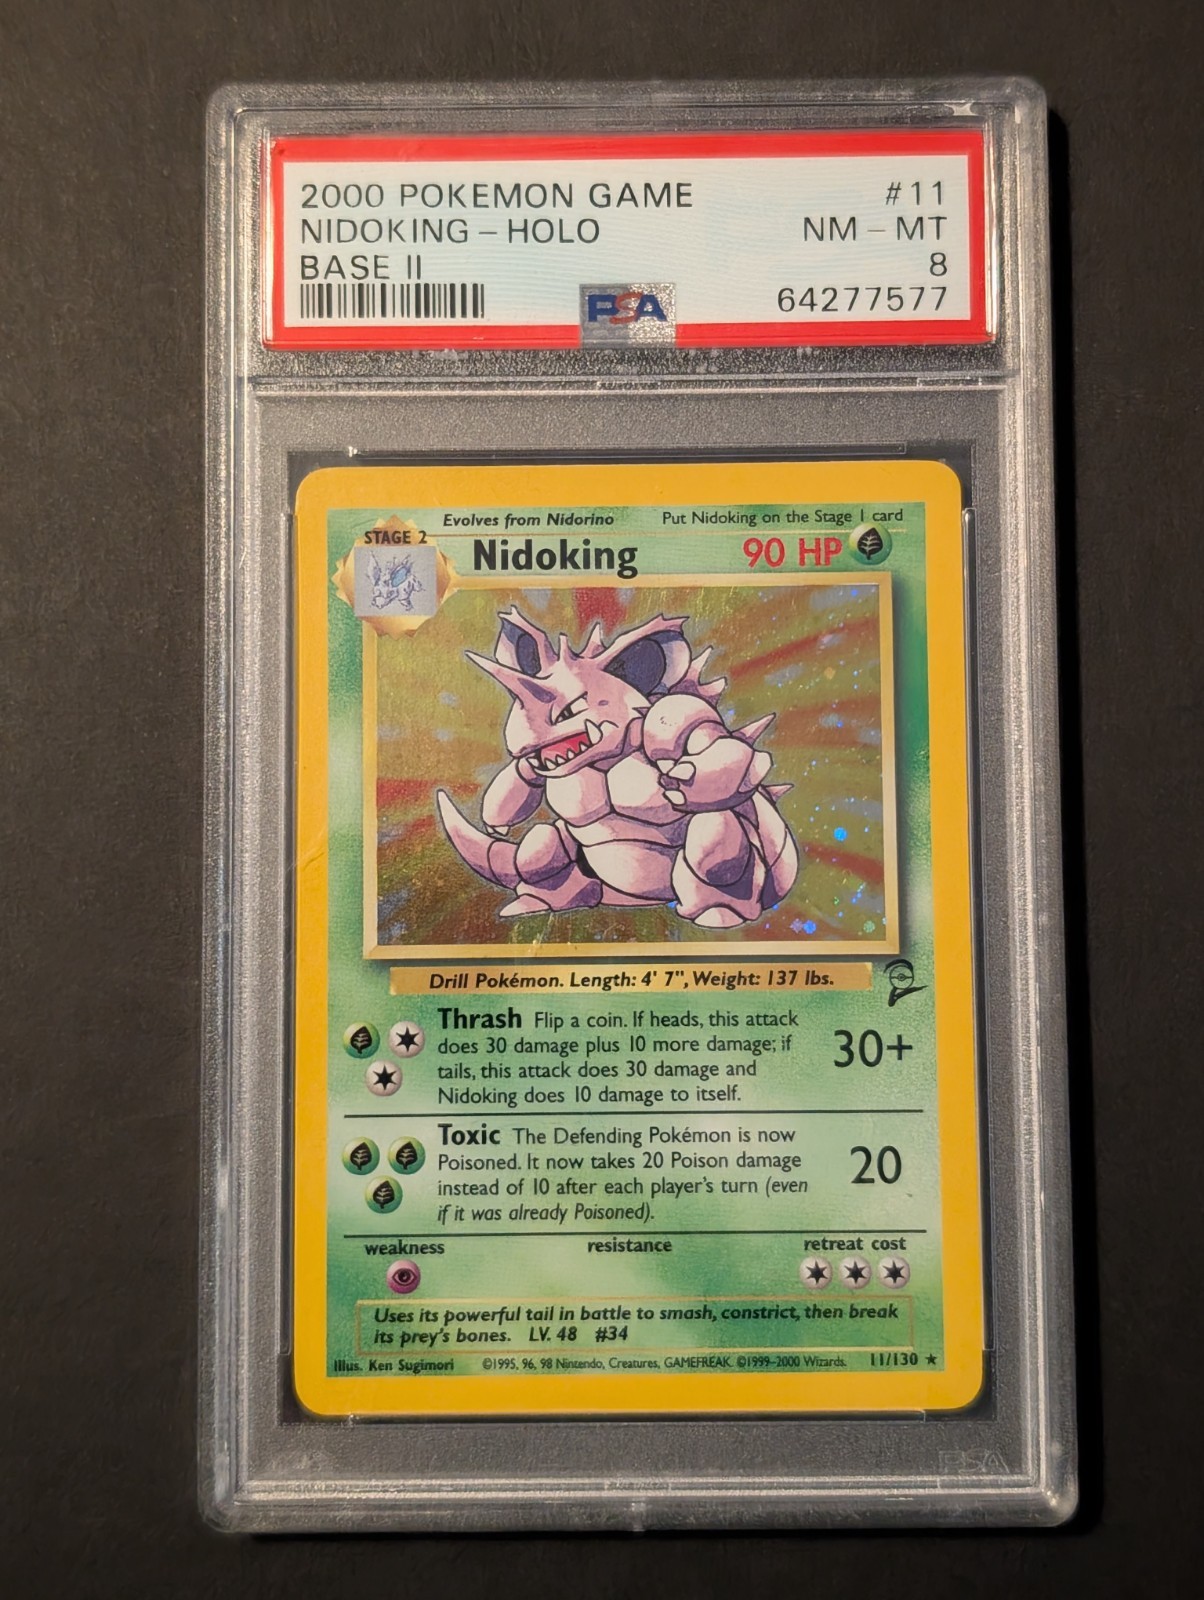 2000 POKEMON GAME #11
NIDOKING - HOLO NM - MT
BASE II 8
PSA 64277577
Evolves from Nidorino Put Nidoking on the Stage 1 card
STAGE 2
Nidoking 90 HP
Drill Pokémon. Length: 4' 7", Weight: 137 lbs.
Thrash Flip a coin. If heads, this attack
does 30 damage plus 10 more damage; if
tails, this attack does 30 damage and
Nidoking does 10 damage to itself.
30+
Toxic The Defending Pokémon is now
Poisoned. It now takes 20 Poison damage
instead of 10 after each player's turn (even
if it was already Poisoned).
20
weakness resistance retreat cost
Uses its powerful tail in battle to smash, constrict, then break
its prey's bones. LV. 48 #34
Illus. Ken Sugimori ©1995, 96, 98 Nintendo, Creatures, GAMEFREAK. ©1999-2000 Wizards. 11/130 ★
PSA